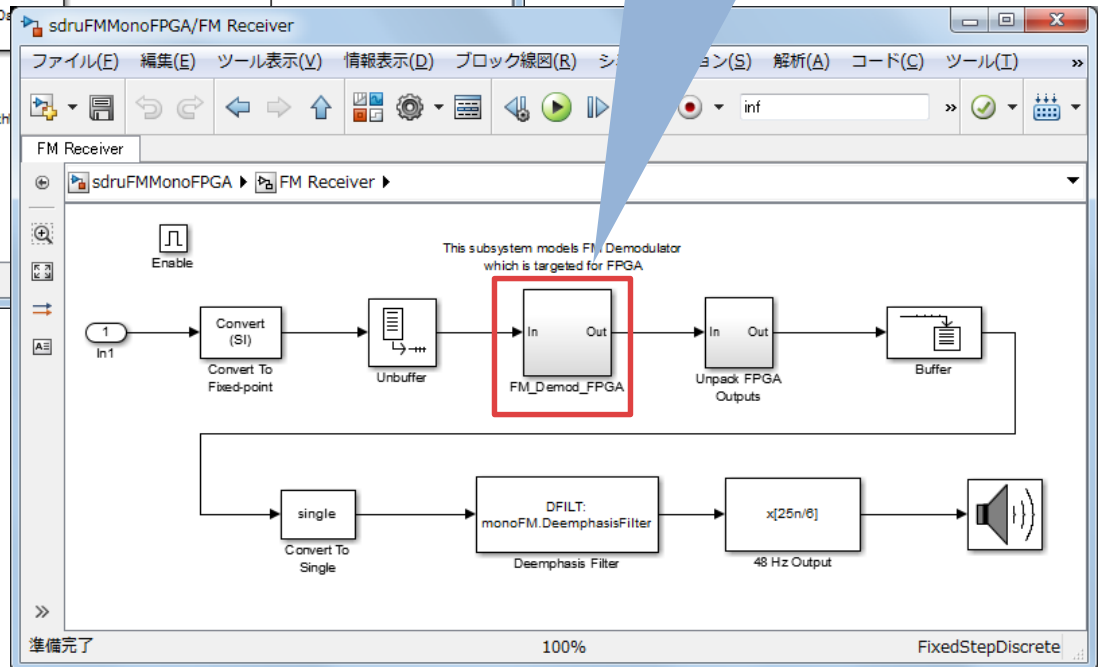 sdruFMMonoFPGA/FM Receiver
ファイル(F) 編集(E) ツール表示(V) 情報表示(D) ブロック線図(R) シ ョン(S) 解析(A) コード(C) ツール(T) »
inf »
FM Receiver
sdruFMMonoFPGA ▶ FM Receiver ▶
Enable
This subsystem models FM Demodulator
which is targeted for FPGA
1
In1
Convert
(SI)
Convert To
Fixed-point
Unbuffer
In Out
FM_Demod_FPGA
In Out
Unpack FPGA
Outputs
Buffer
single
Convert To
Single
DFILT:
monoFM.DeemphasisFilter
Deemphasis Filter
x[25n/6]
48 Hz Output
準備完了 100% FixedStepDiscrete